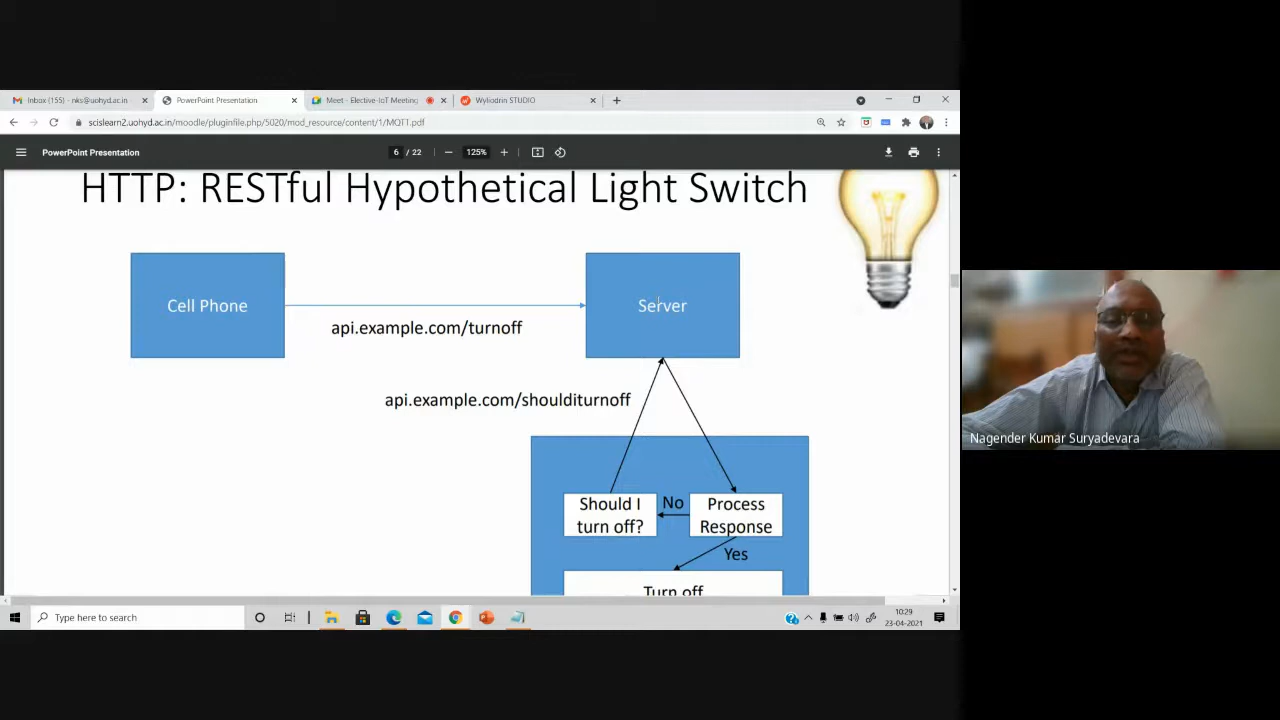 Inbox (155) - nks@uohyd.ac.in
PowerPoint Presentation
Meet - Elective-IoT Meeting
Wyliodrin STUDIO
scislearn2.uohyd.ac.in/moodle/pluginfile.php/5020/mod_resource/content/1/MQTT.pdf
PowerPoint Presentation
6 / 22
125%
HTTP: RESTful Hypothetical Light Switch
Cell Phone
Server
api.example.com/turnoff
api.example.com/shoulditurnoff
Should I
turn off?
No
Process
Response
Yes
Turn off
Nagender Kumar Suryadevara
Type here to search
10:29
23-04-2021